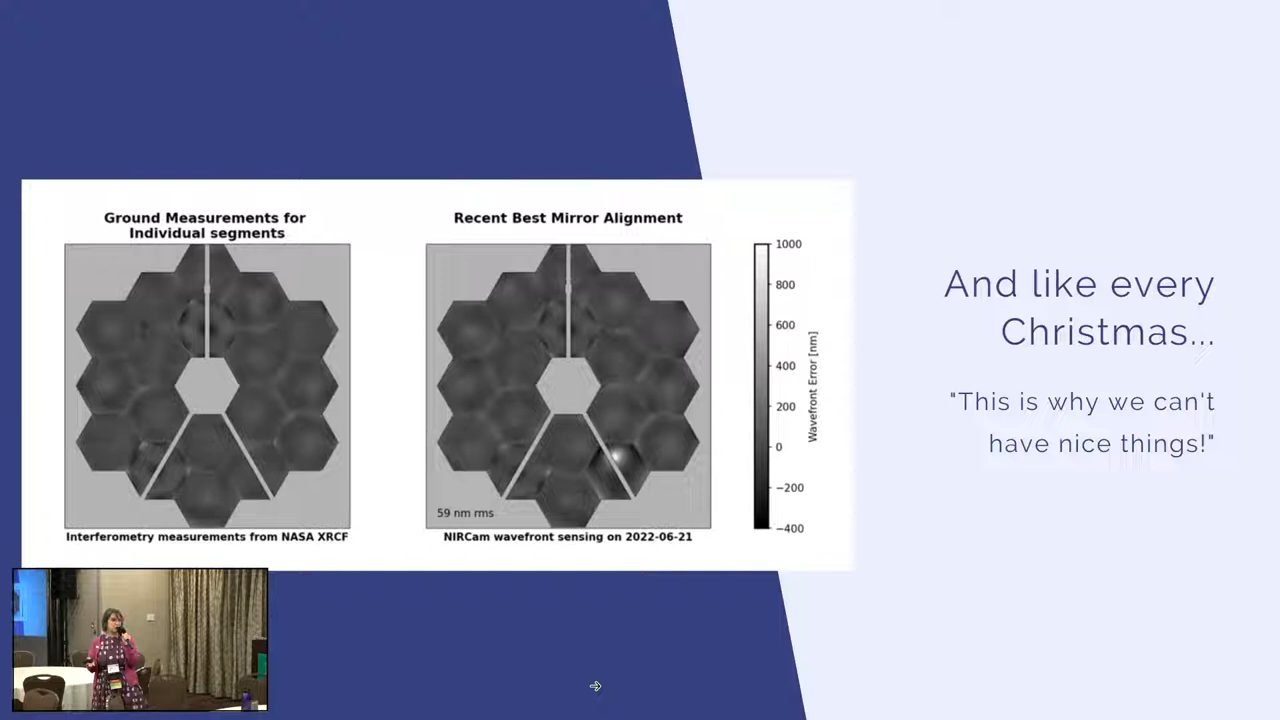 Ground Measurements for
Individual segments
Recent Best Mirror Alignment
1000
800
600
400
200
0
−200
−400
Wavefront Error [nm]
59 nm rms
Interferometry measurements from NASA XRCF
NIRCam wavefront sensing on 2022-06-21
And like every
Christmas...
"This is why we can't
have nice things!"